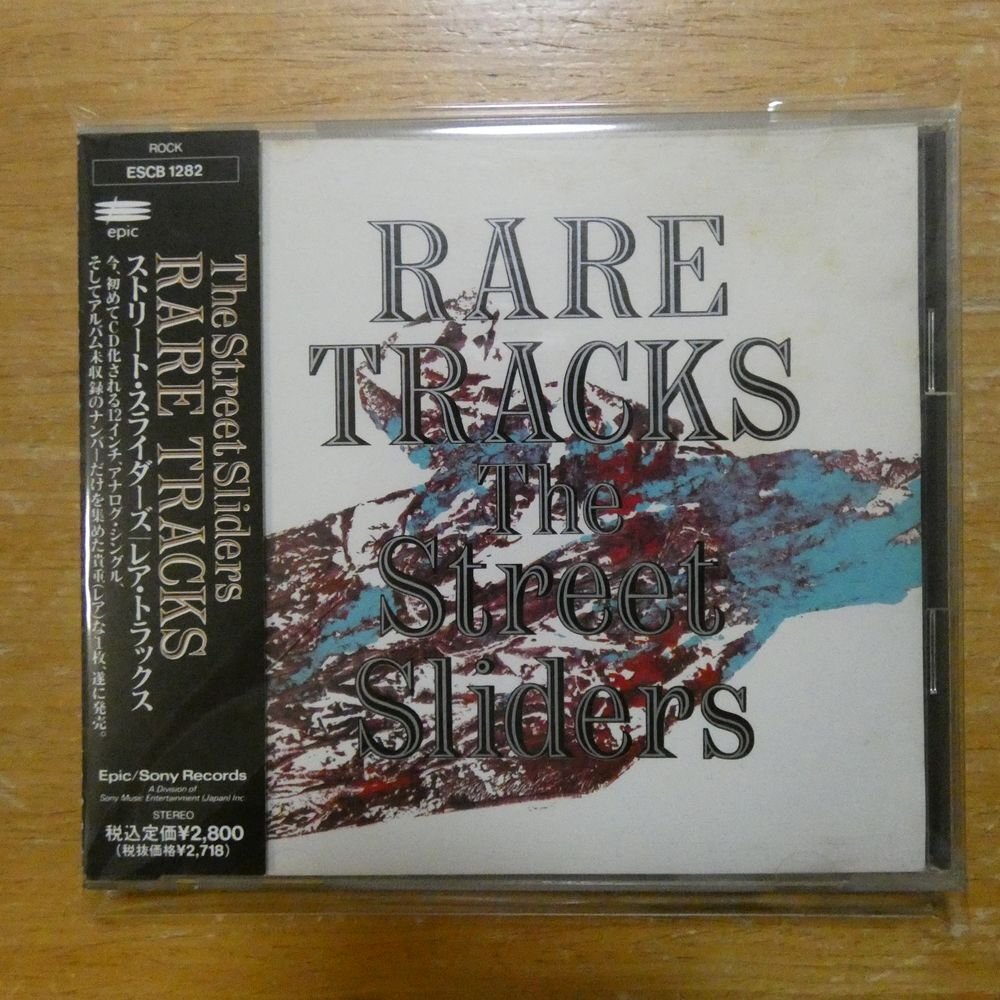 ROCK
ESCB 1282
epic
The Street Sliders
RARE TRACKS
ストリート・スライダーズ｜レア・トラックス
今、初めてCD化される12インチ・アナログ・シングル、
そしてアルバム未収録のナンバーだけを集めた貴重(レア)な1枚、遂に発売。
Epic/Sony Records
A Division of
Sony Music Entertainment (Japan) Inc.
STEREO
税込定価¥2,800
(税抜価格¥2,718)
RARE
TRACKS
The
Street
Sliders